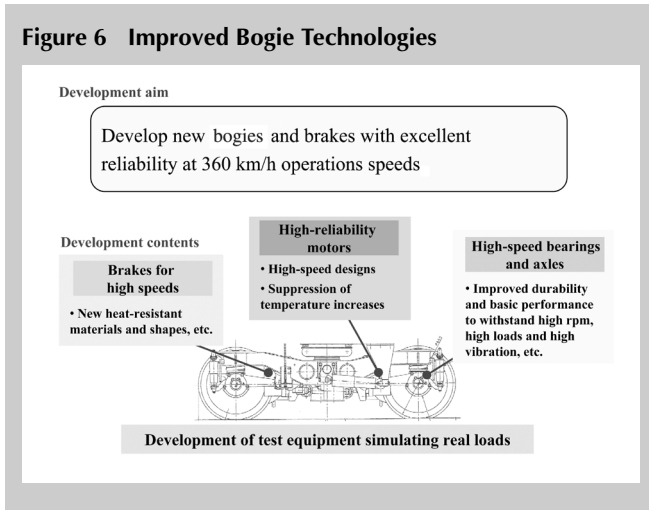 Figure 6 Improved Bogie Technologies
Development aim
Develop new bogies and brakes with excellent
reliability at 360 km/h operations speeds
Development contents
Brakes for
high speeds
• New heat-resistant
materials and shapes, etc.
High-reliability
motors
• High-speed designs
• Suppression of
temperature increases
High-speed bearings
and axles
• Improved durability
and basic performance
to withstand high rpm,
high loads and high
vibration, etc.
Development of test equipment simulating real loads